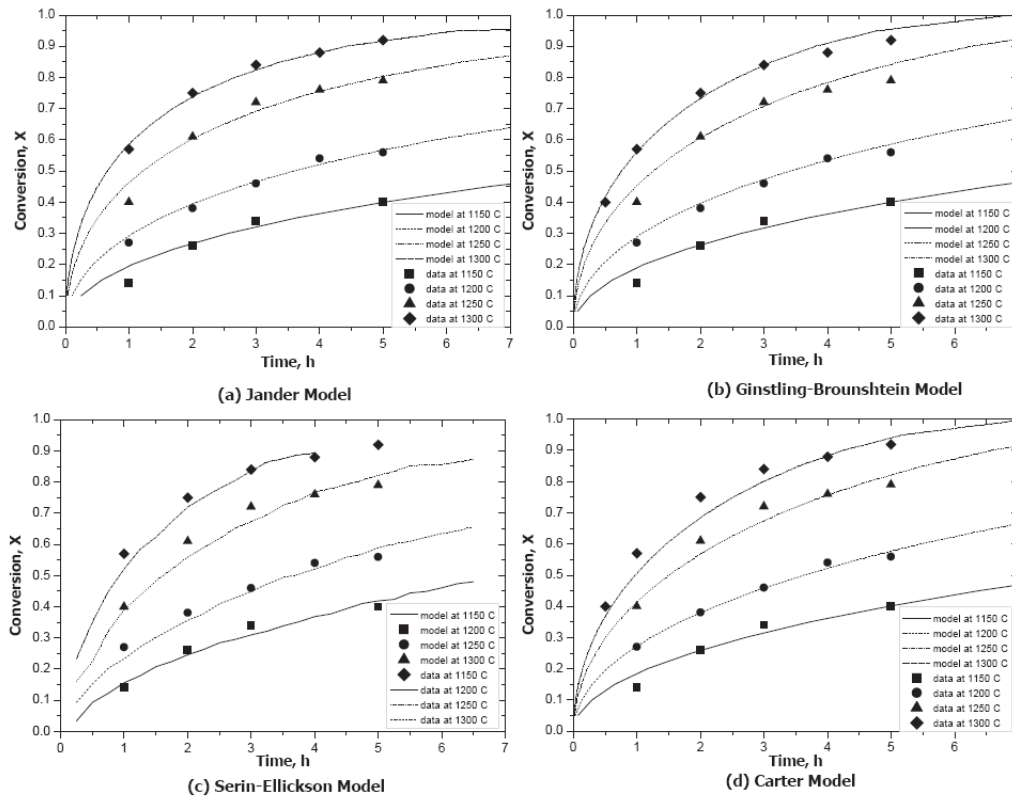 Conversion, X
1.0
0.9
0.8
0.7
0.6
0.5
0.4
0.3
0.2
0.1
0.0
model at 1150 C
model at 1200 C
model at 1250 C
model at 1300 C
data at 1150 C
data at 1200 C
data at 1250 C
data at 1300 C
0 1 2 3 4 5 6 7
Time, h
(a) Jander Model
Conversion, X
1.0
0.9
0.8
0.7
0.6
0.5
0.4
0.3
0.2
0.1
0.0
model at 1150 C
model at 1200 C
model at 1250 C
model at 1300 C
data at 1150 C
data at 1200 C
data at 1250 C
data at 1300 C
0 1 2 3 4 5 6
Time, h
(b) Ginstling-Brounshtein Model
Conversion, X
1.0
0.9
0.8
0.7
0.6
0.5
0.4
0.3
0.2
0.1
0.0
model at 1150 C
model at 1200 C
model at 1250 C
model at 1300 C
data at 1150 C
data at 1200 C
data at 1250 C
data at 1300 C
0 1 2 3 4 5 6 7
Time, h
(c) Serin-Ellickson Model
Conversion, X
1.0
0.9
0.8
0.7
0.6
0.5
0.4
0.3
0.2
0.1
0.0
model at 1150 C
model at 1200 C
model at 1250 C
model at 1300 C
data at 1150 C
data at 1200 C
data at 1250 C
data at 1300 C
0 1 2 3 4 5 6
Time, h
(d) Carter Model